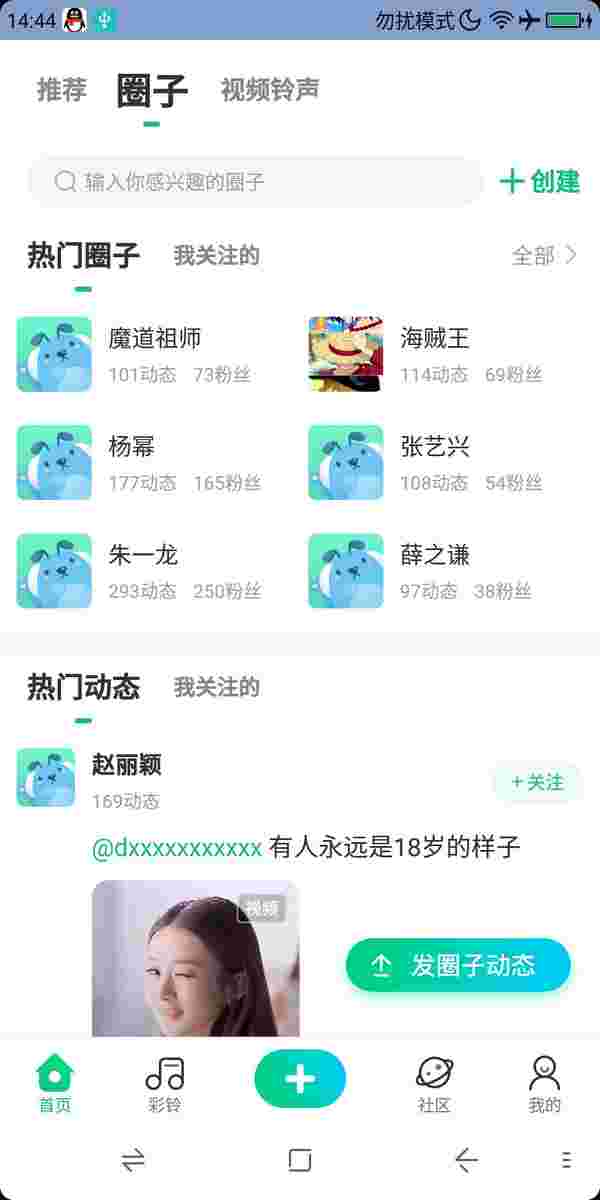 14:44 勿扰模式
推荐 圈子 视频铃声
输入你感兴趣的圈子 创建
热门圈子 我关注的 全部
魔道祖师 海贼王
101动态 73粉丝 114动态 69粉丝
杨幂 张艺兴
177动态 165粉丝 108动态 54粉丝
朱一龙 薛之谦
293动态 250粉丝 97动态 38粉丝
热门动态 我关注的
赵丽颖
169动态 +关注
@dxxxxxxxxxxx 有人永远是18岁的样子
视频
发圈子动态
首页 彩铃 社区 我的